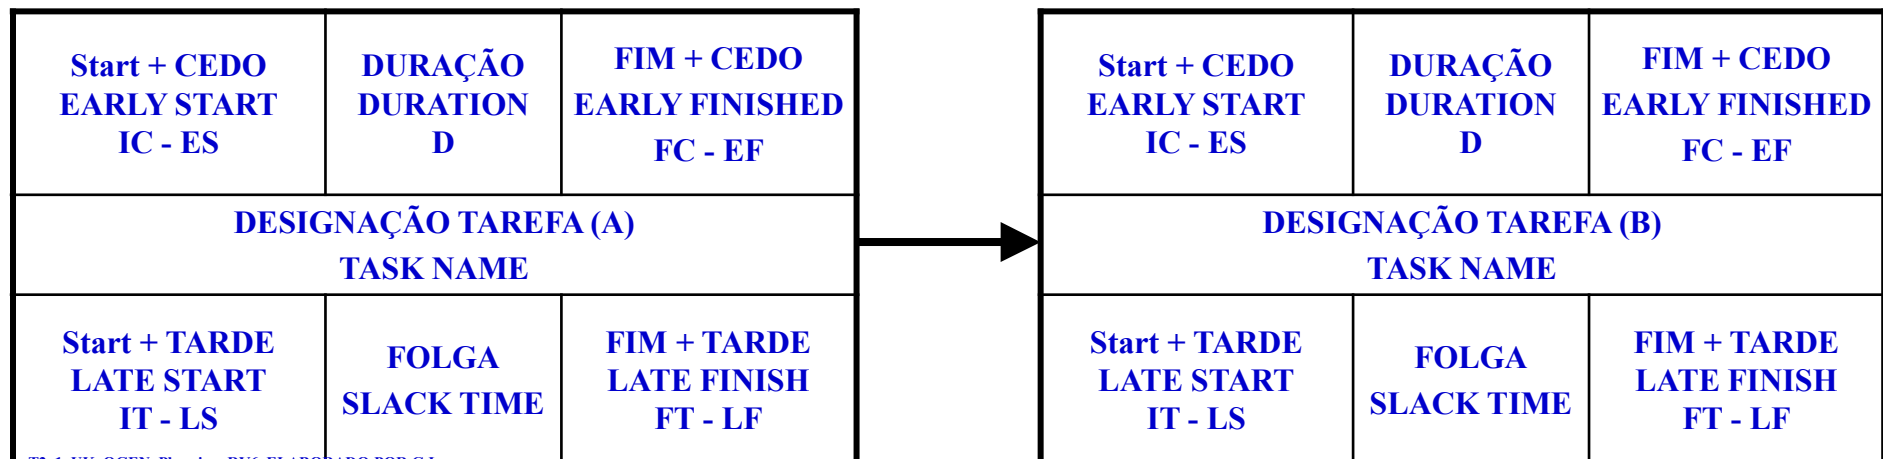 Start + CEDO
EARLY START
IC - ES
DURAÇÃO
DURATION
D
FIM + CEDO
EARLY FINISHED
FC - EF
DESIGNAÇÃO TAREFA (A)
TASK NAME
Start + TARDE
LATE START
IT - LS
FOLGA
SLACK TIME
FIM + TARDE
LATE FINISH
FT - LF
Start + CEDO
EARLY START
IC - ES
DURAÇÃO
DURATION
D
FIM + CEDO
EARLY FINISHED
FC - EF
DESIGNAÇÃO TAREFA (B)
TASK NAME
Start + TARDE
LATE START
IT - LS
FOLGA
SLACK TIME
FIM + TARDE
LATE FINISH
FT - LF